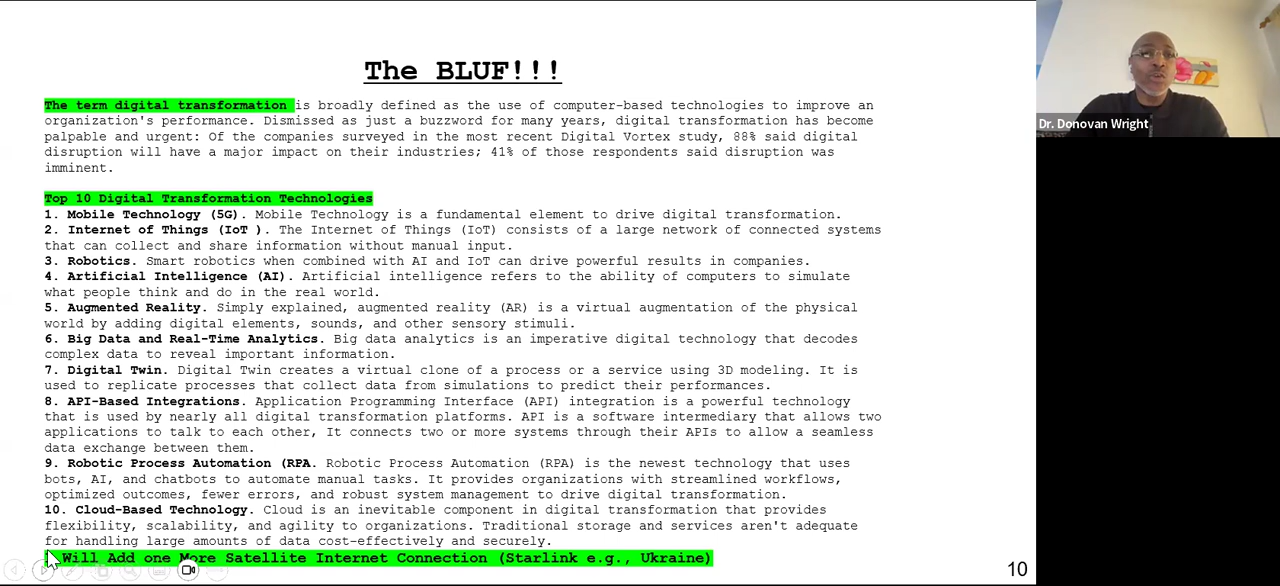 The BLUF!!!
The term digital transformation is broadly defined as the use of computer-based technologies to improve an
organization's performance. Dismissed as just a buzzword for many years, digital transformation has become
palpable and urgent: Of the companies surveyed in the most recent Digital Vortex study, 88% said digital
disruption will have a major impact on their industries; 41% of those respondents said disruption was
imminent.
Top 10 Digital Transformation Technologies
1. Mobile Technology (5G). Mobile Technology is a fundamental element to drive digital transformation.
2. Internet of Things (IoT ). The Internet of Things (IoT) consists of a large network of connected systems
that can collect and share information without manual input.
3. Robotics. Smart robotics when combined with AI and IoT can drive powerful results in companies.
4. Artificial Intelligence (AI). Artificial intelligence refers to the ability of computers to simulate
what people think and do in the real world.
5. Augmented Reality. Simply explained, augmented reality (AR) is a virtual augmentation of the physical
world by adding digital elements, sounds, and other sensory stimuli.
6. Big Data and Real-Time Analytics. Big data analytics is an imperative digital technology that decodes
complex data to reveal important information.
7. Digital Twin. Digital Twin creates a virtual clone of a process or a service using 3D modeling. It is
used to replicate processes that collect data from simulations to predict their performances.
8. API-Based Integrations. Application Programming Interface (API) integration is a powerful technology
that is used by nearly all digital transformation platforms. API is a software intermediary that allows two
applications to talk to each other, It connects two or more systems through their APIs to allow a seamless
data exchange between them.
9. Robotic Process Automation (RPA. Robotic Process Automation (RPA) is the newest technology that uses
bots, AI, and chatbots to automate manual tasks. It provides organizations with streamlined workflows,
optimized outcomes, fewer errors, and robust system management to drive digital transformation.
10. Cloud-Based Technology. Cloud is an inevitable component in digital transformation that provides
flexibility, scalability, and agility to organizations. Traditional storage and services aren't adequate
for handling large amounts of data cost-effectively and securely.
Will Add one More Satellite Internet Connection (Starlink e.g., Ukraine)
10
Dr. Donovan Wright